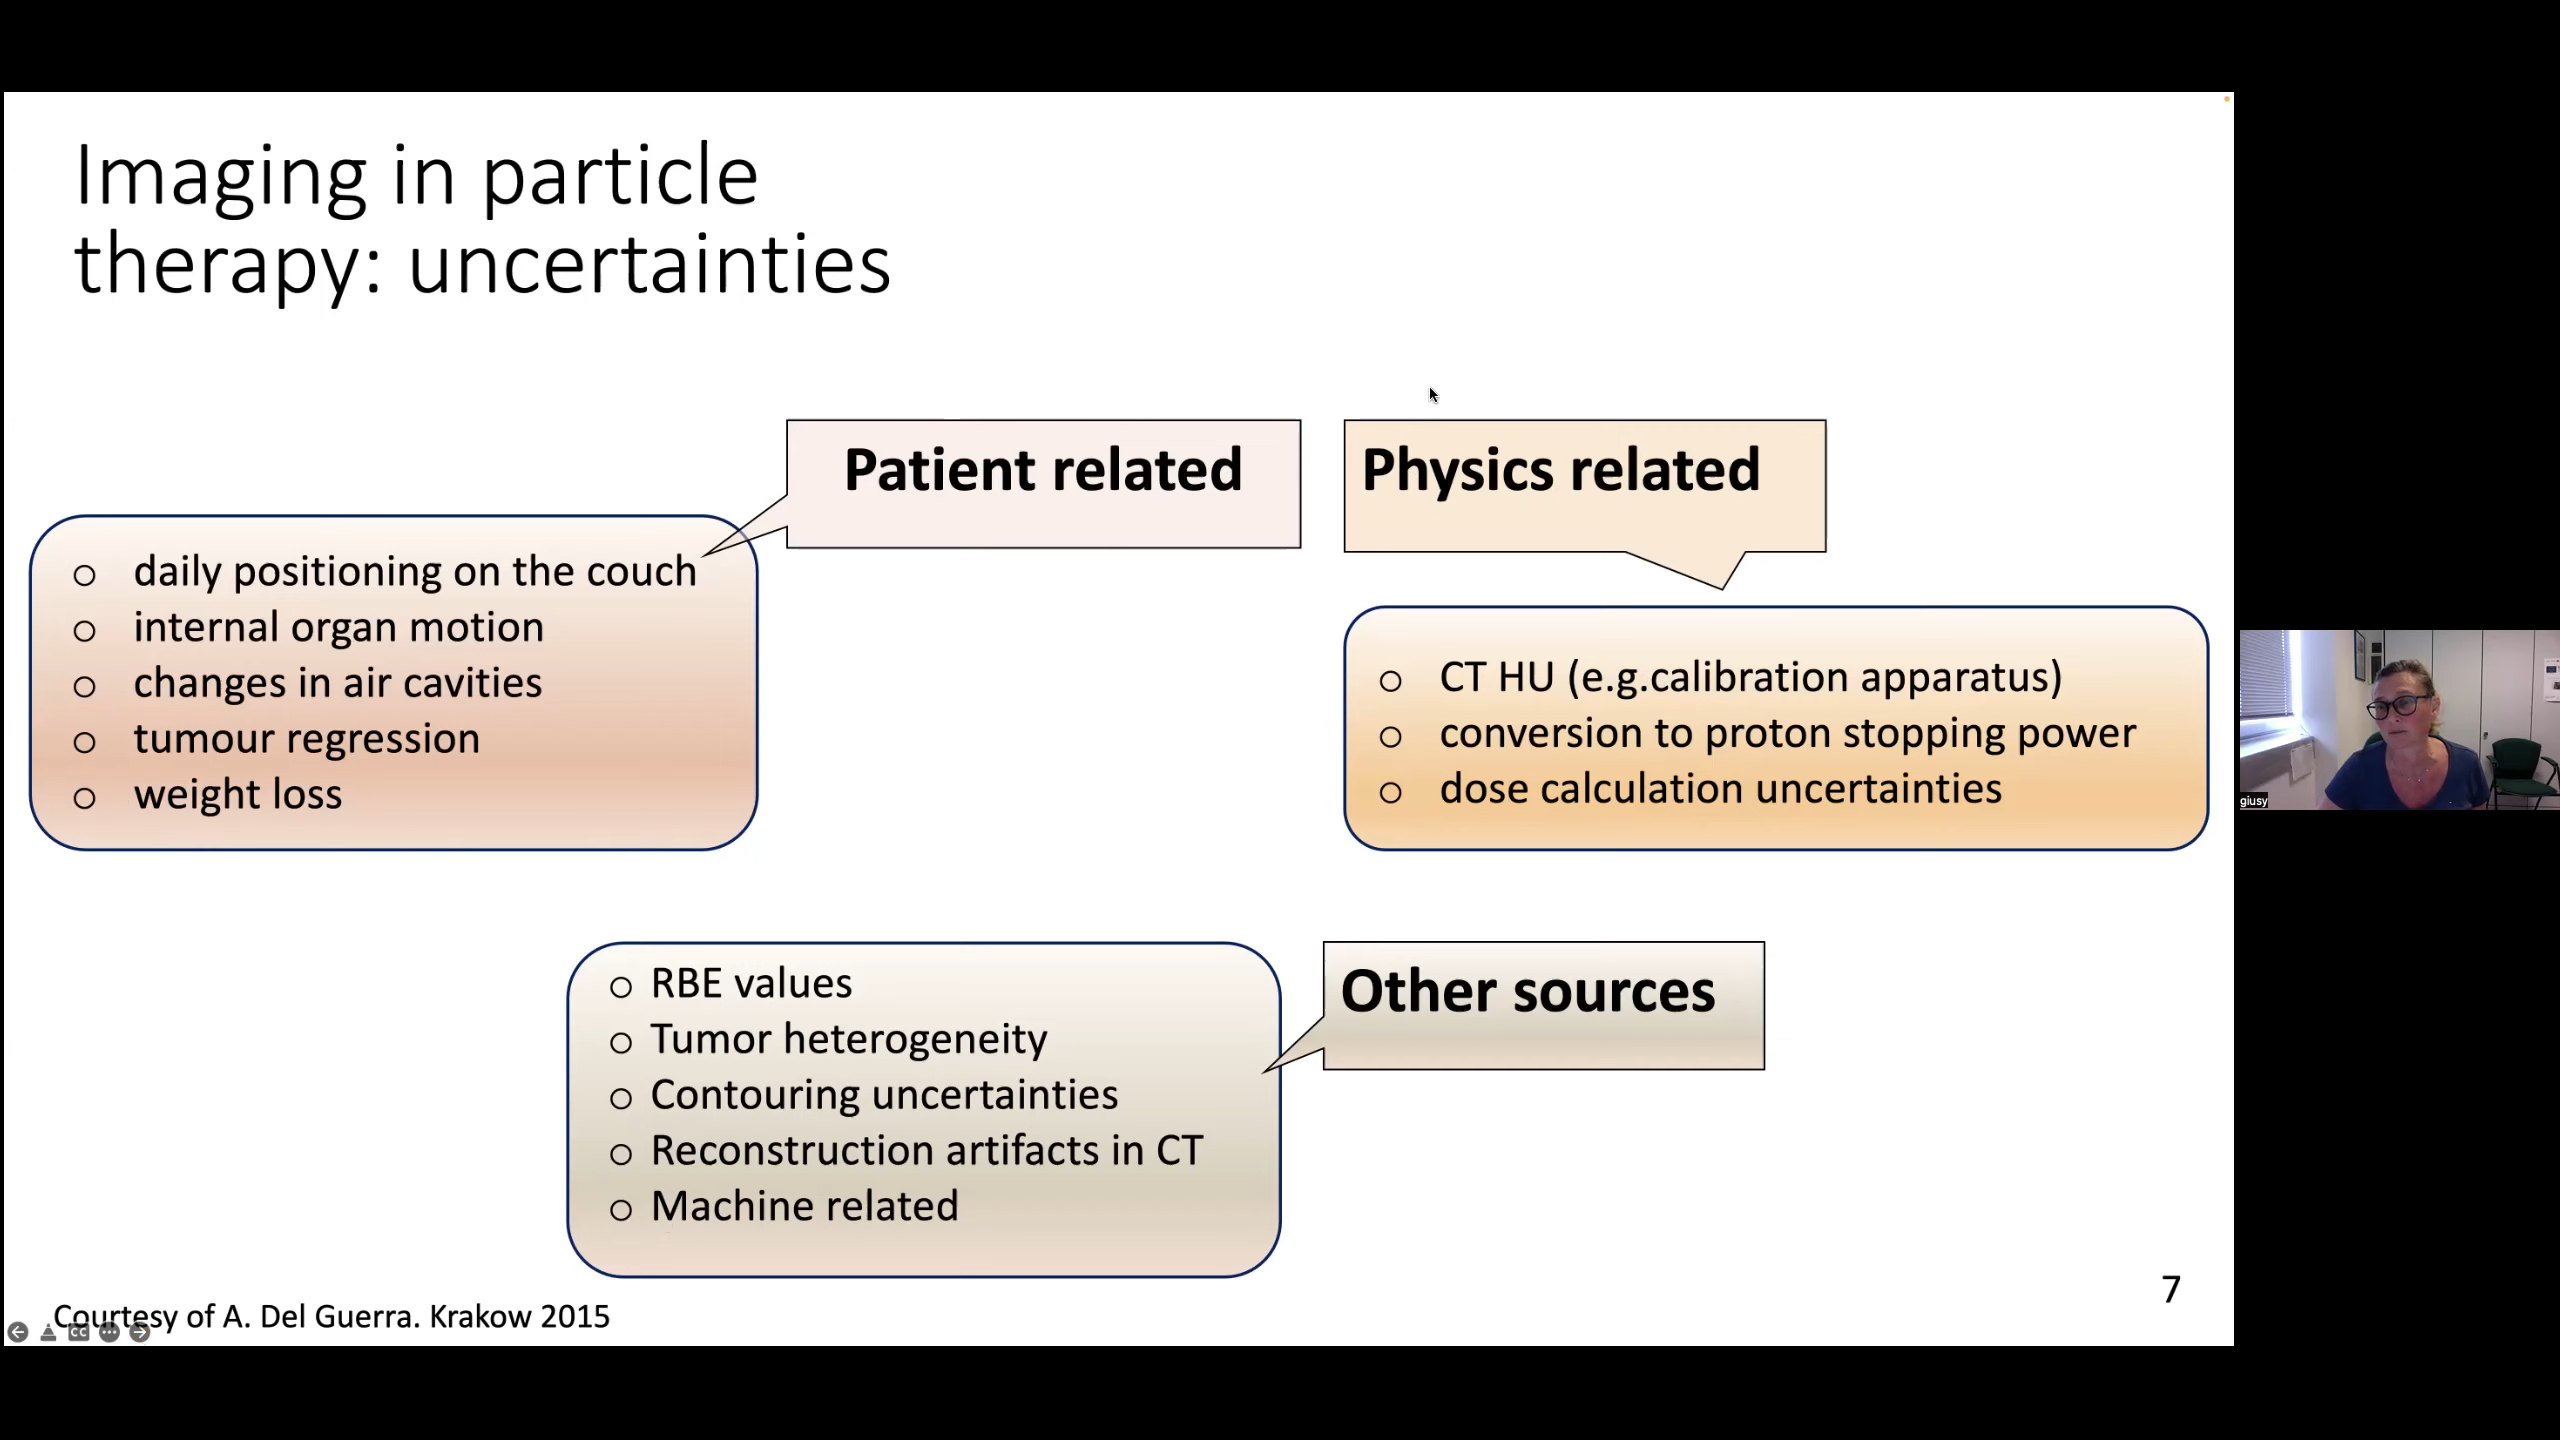 Imaging in particle
therapy: uncertainties
Patient related
Physics related
o daily positioning on the couch
o internal organ motion
o changes in air cavities
o tumour regression
o weight loss
o CT HU (e.g.calibration apparatus)
o conversion to proton stopping power
o dose calculation uncertainties
o RBE values
o Tumor heterogeneity
o Contouring uncertainties
o Reconstruction artifacts in CT
o Machine related
Other sources
7
Courtesy of A. Del Guerra. Krakow 2015
CC
giusy